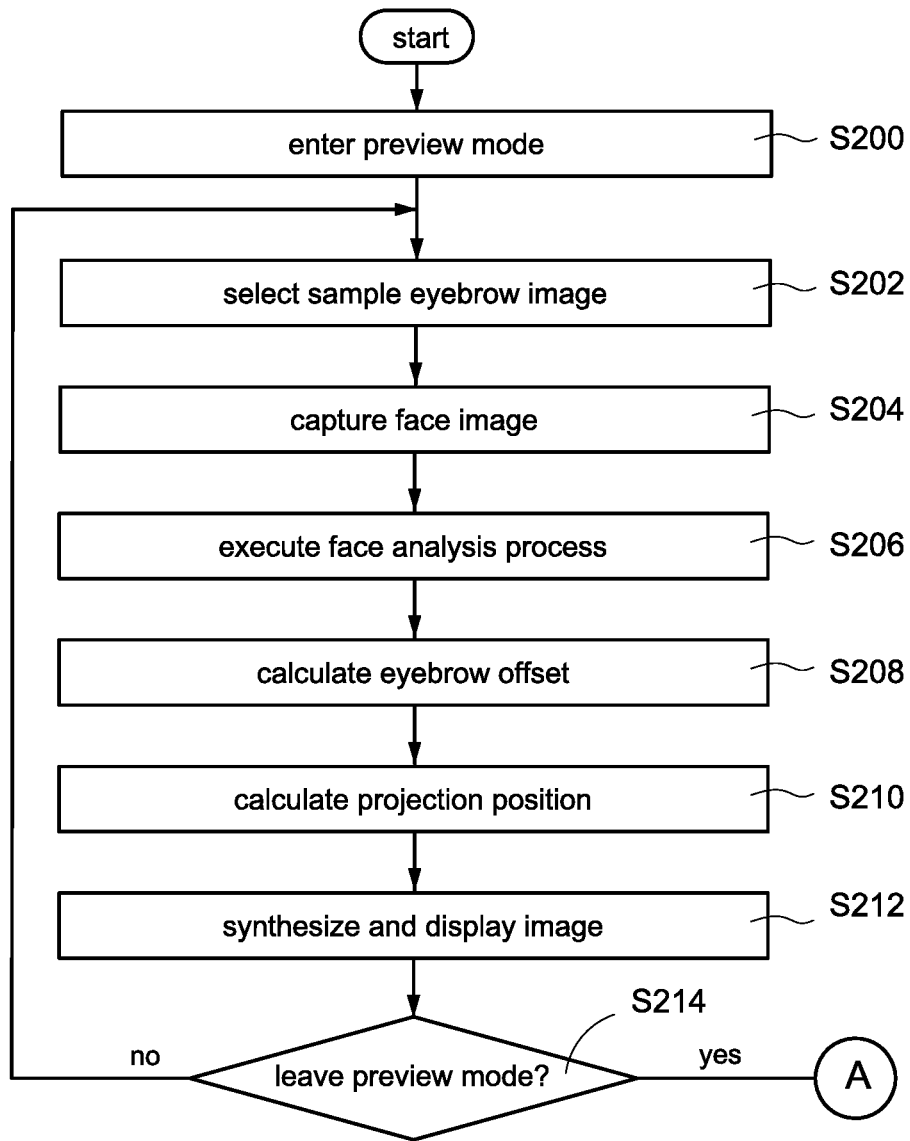 start
enter preview mode
S200
select sample eyebrow image
S202
capture face image
S204
execute face analysis process
S206
calculate eyebrow offset
S208
calculate projection position
S210
synthesize and display image
S212
S214
no
leave preview mode?
yes
A